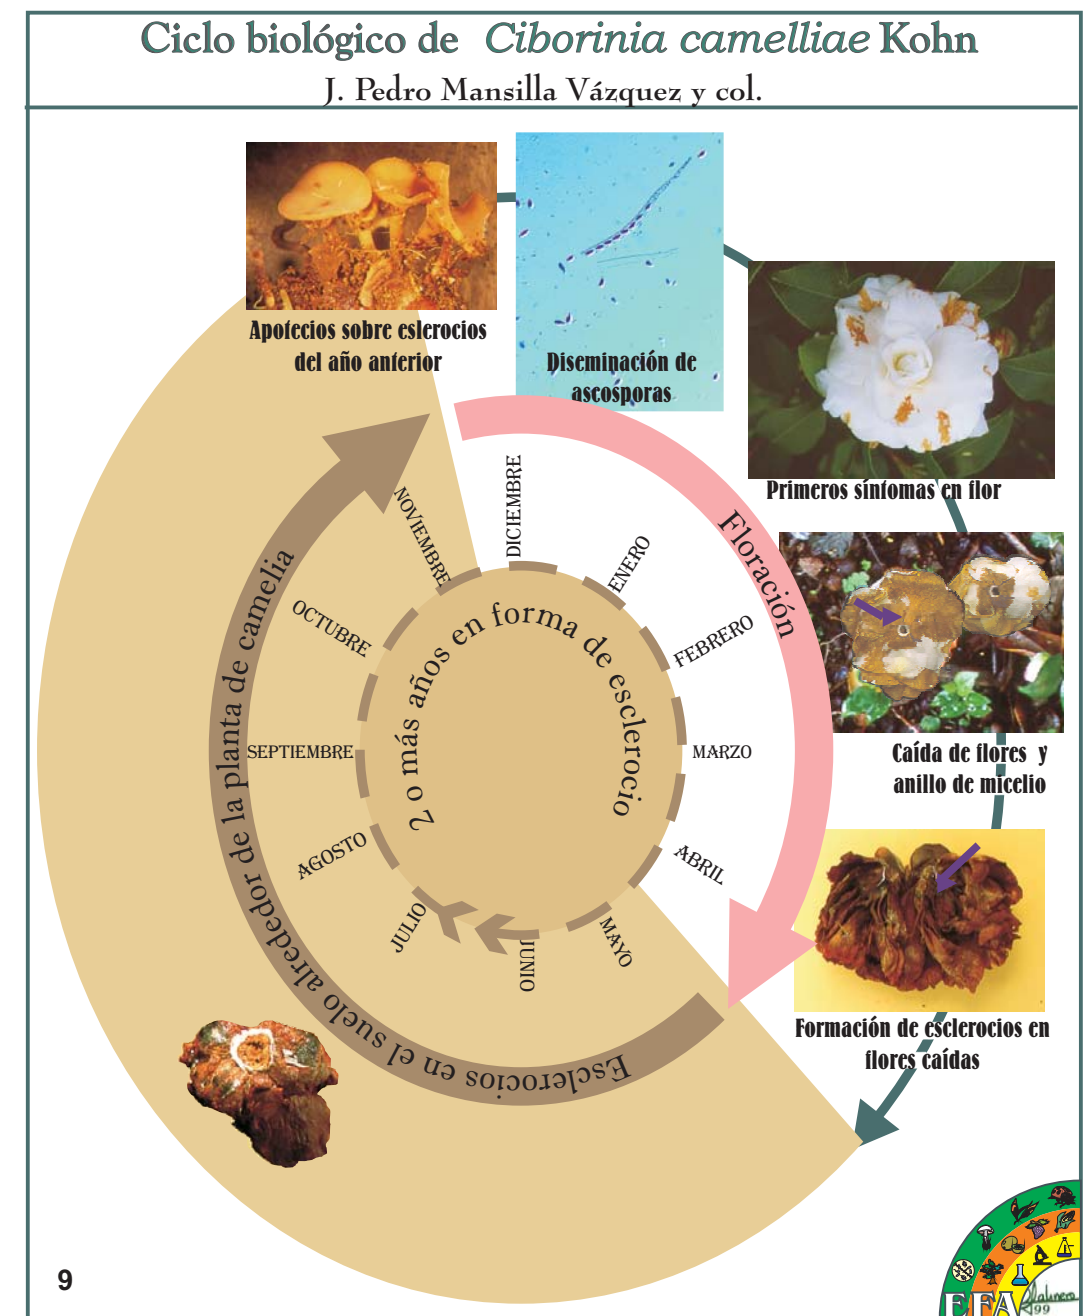 Ciclo biológico de Ciborinia camelliae Kohn
J. Pedro Mansilla Vázquez y col.
Apotecios sobre eslerocios
del año anterior
Diseminación de
ascosporas
Primeros síntomas en flor
Caída de flores y
anillo de micelio
Formación de esclerocios en
flores caídas
Floración
Esclerocios en el suelo alrededor de la planta de camelia
2 o más años en forma de esclerocio
DICIEMBRE
ENERO
FEBRERO
MARZO
ABRIL
MAYO
JUNIO
JULIO
AGOSTO
SEPTIEMBRE
OCTUBRE
NOVIEMBRE
9
EFA
99